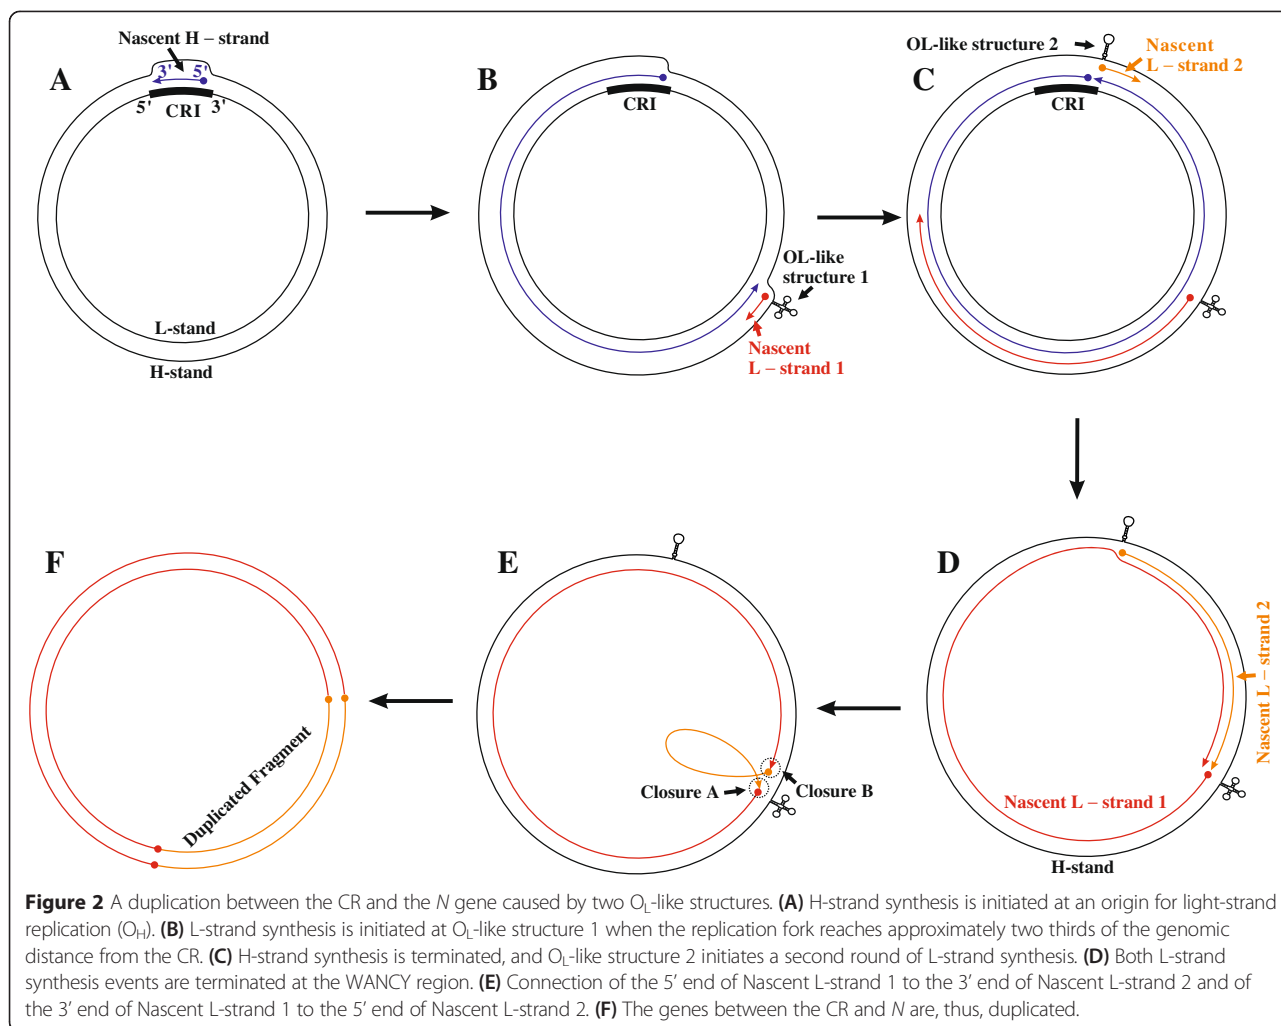 A
Nascent H – strand
3' 5'
5' CRI 3'
L-stand
H-stand
B
CRI
OL-like
structure 1
Nascent
L – strand 1
C
OL-like structure 2
Nascent
L – strand 2
CRI
D
Nascent L – strand 2
Nascent L – strand 1
H-stand
E
Closure A
Closure B
F
Duplicated Fragment
Figure 2 A duplication between the CR and the N gene caused by two OL-like structures. (A) H-strand synthesis is initiated at an origin for light-strand
replication (OH). (B) L-strand synthesis is initiated at OL-like structure 1 when the replication fork reaches approximately two thirds of the genomic
distance from the CR. (C) H-strand synthesis is terminated, and OL-like structure 2 initiates a second round of L-strand synthesis. (D) Both L-strand
synthesis events are terminated at the WANCY region. (E) Connection of the 5’ end of Nascent L-strand 1 to the 3’ end of Nascent L-strand 2 and of
the 3’ end of Nascent L-strand 1 to the 5’ end of Nascent L-strand 2. (F) The genes between the CR and N are, thus, duplicated.